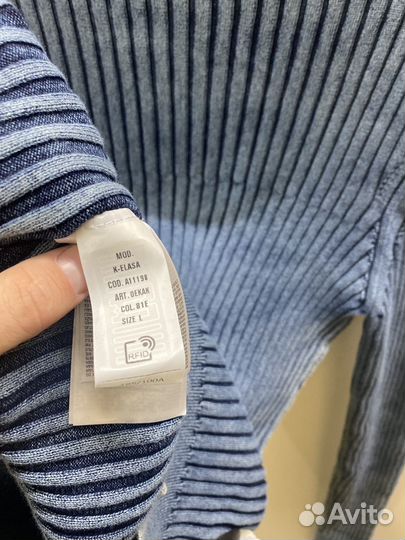 MOD.
K-ELASA
COD. A11198
ART. 0EKAK
COL. 81E
SIZE L
RFID
Avito